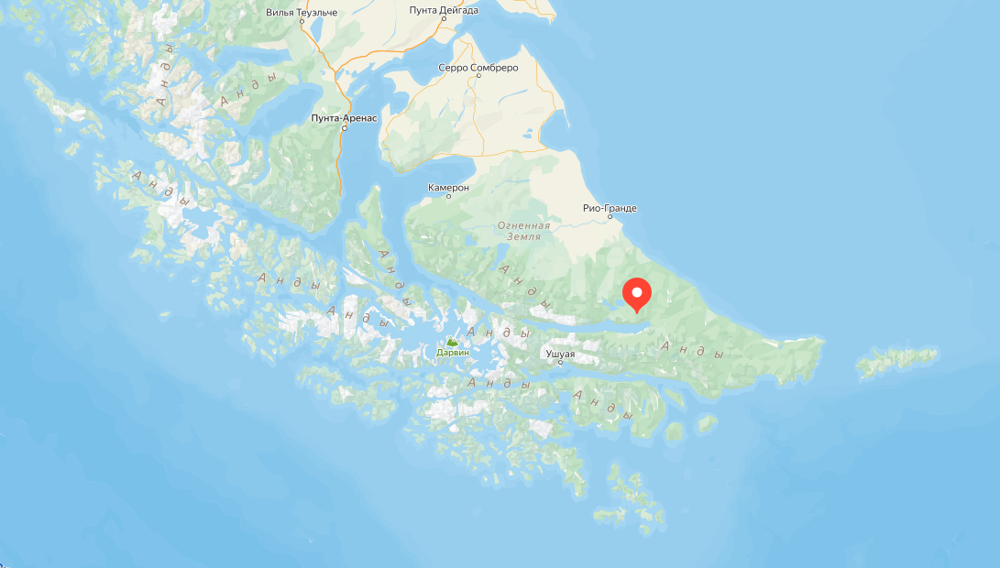 Вилья Теуэльче
Пунта Дейгада
Серро Сомбреро
Анды
Анды
Пунта-Аренас
Анды
Камерон
Рио-Гранде
Огненная
Земля
Анды
Анды
Анды
Анды
Анды
Дарвин
Ушуая
Анды
Анды
Анды